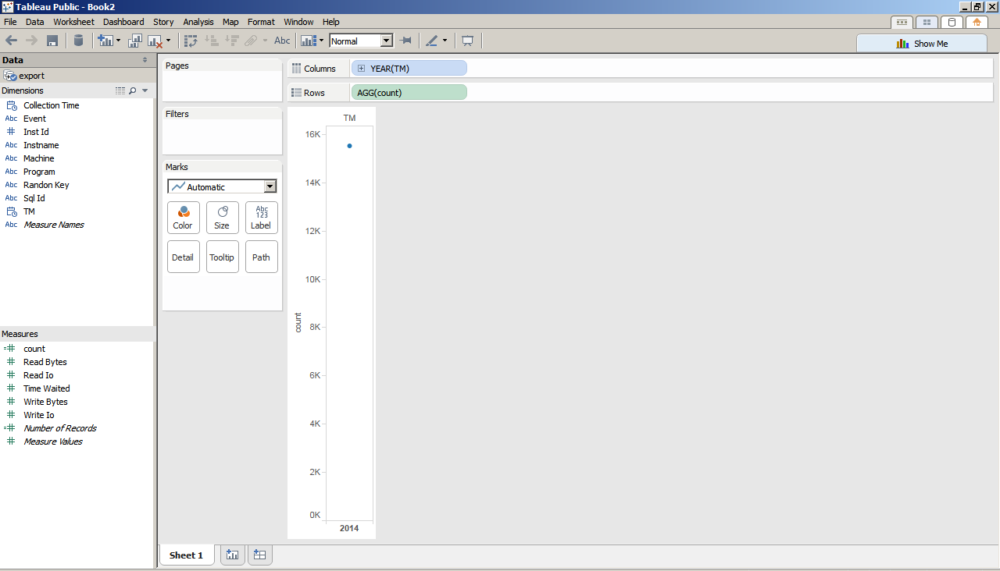 Tableau Public - Book2
File Data Worksheet Dashboard Story Analysis Map Format Window Help
Abc Normal Show Me
Data
export
Dimensions
Collection Time
Abc Event
Inst Id
Abc Instname
Abc Machine
Abc Program
Abc Randon Key
Abc Sql Id
TM
Abc Measure Names
Measures
count
Read Bytes
Read Io
Time Waited
Write Bytes
Write Io
Number of Records
Measure Values
Pages
Filters
Marks
Automatic
Abc
123
Color Size Label
Detail Tooltip Path
Columns YEAR(TM)
Rows AGG(count)
TM
16K
14K
12K
10K
8K
6K
4K
2K
0K
count
2014
Sheet 1